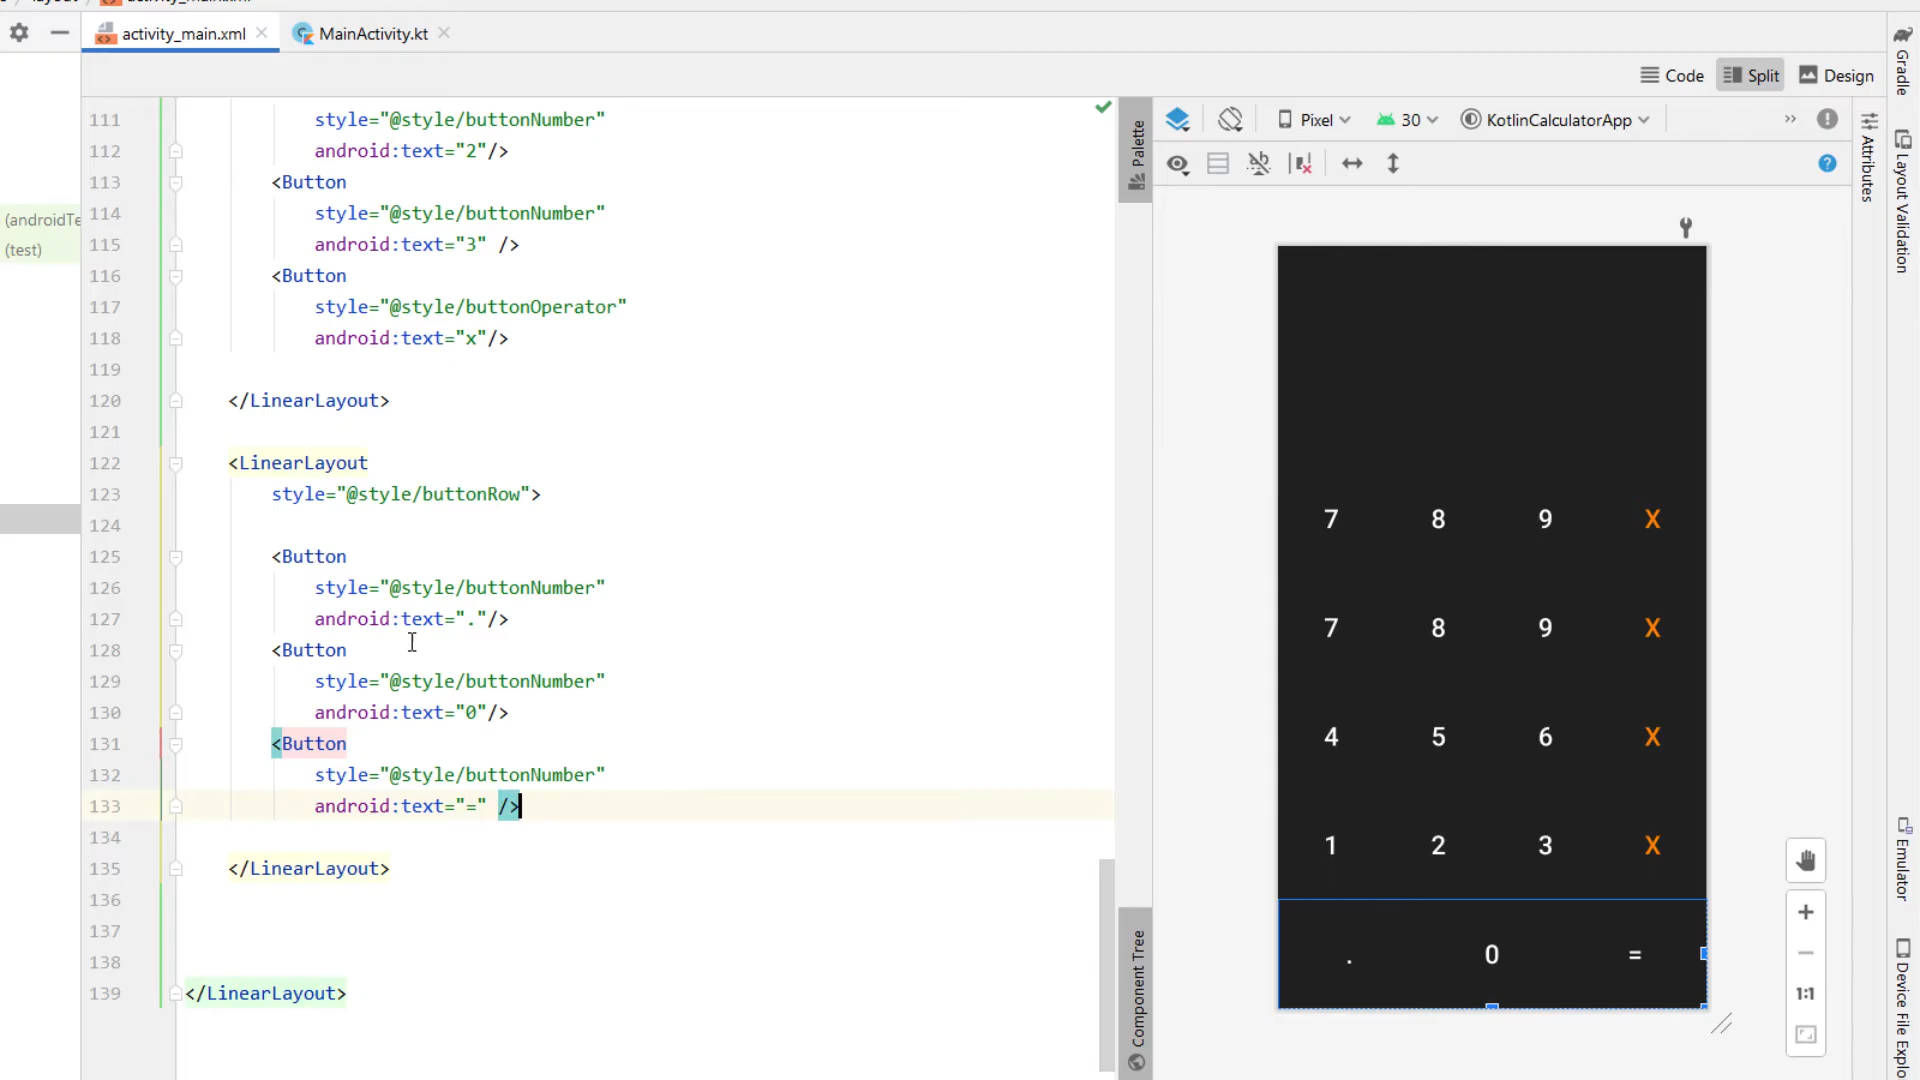 activity_main.xml
MainActivity.kt
Code
Split
Design
111 style="@style/buttonNumber"
112 android:text="2"/>
113 <Button
114 style="@style/buttonNumber"
115 android:text="3" />
116 <Button
117 style="@style/buttonOperator"
118 android:text="x"/>
119
120 </LinearLayout>
121
122 <LinearLayout
123 style="@style/buttonRow">
124
125 <Button
126 style="@style/buttonNumber"
127 android:text="."/>
128 <Button
129 style="@style/buttonNumber"
130 android:text="0"/>
131 <Button
132 style="@style/buttonNumber"
133 android:text="=" />
134
135 </LinearLayout>
136
137
138
139 </LinearLayout>
(androidTe
(test)
Palette
Component Tree
Pixel
30
KotlinCalculatorApp
7 8 9 X
7 8 9 X
4 5 6 X
1 2 3 X
. 0 =
1:1
Attributes
Gradle
Layout Validation
Emulator
Device File Explo